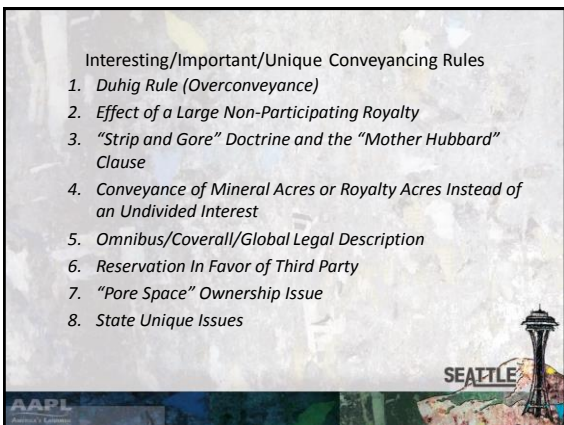 Interesting/Important/Unique Conveyancing Rules
1. Duhig Rule (Overconveyance)
2. Effect of a Large Non-Participating Royalty
3. “Strip and Gore” Doctrine and the “Mother Hubbard”
Clause
4. Conveyance of Mineral Acres or Royalty Acres Instead of
an Undivided Interest
5. Omnibus/Coverall/Global Legal Description
6. Reservation In Favor of Third Party
7. “Pore Space” Ownership Issue
8. State Unique Issues
SEATTLE
AAPL
America's Landmen